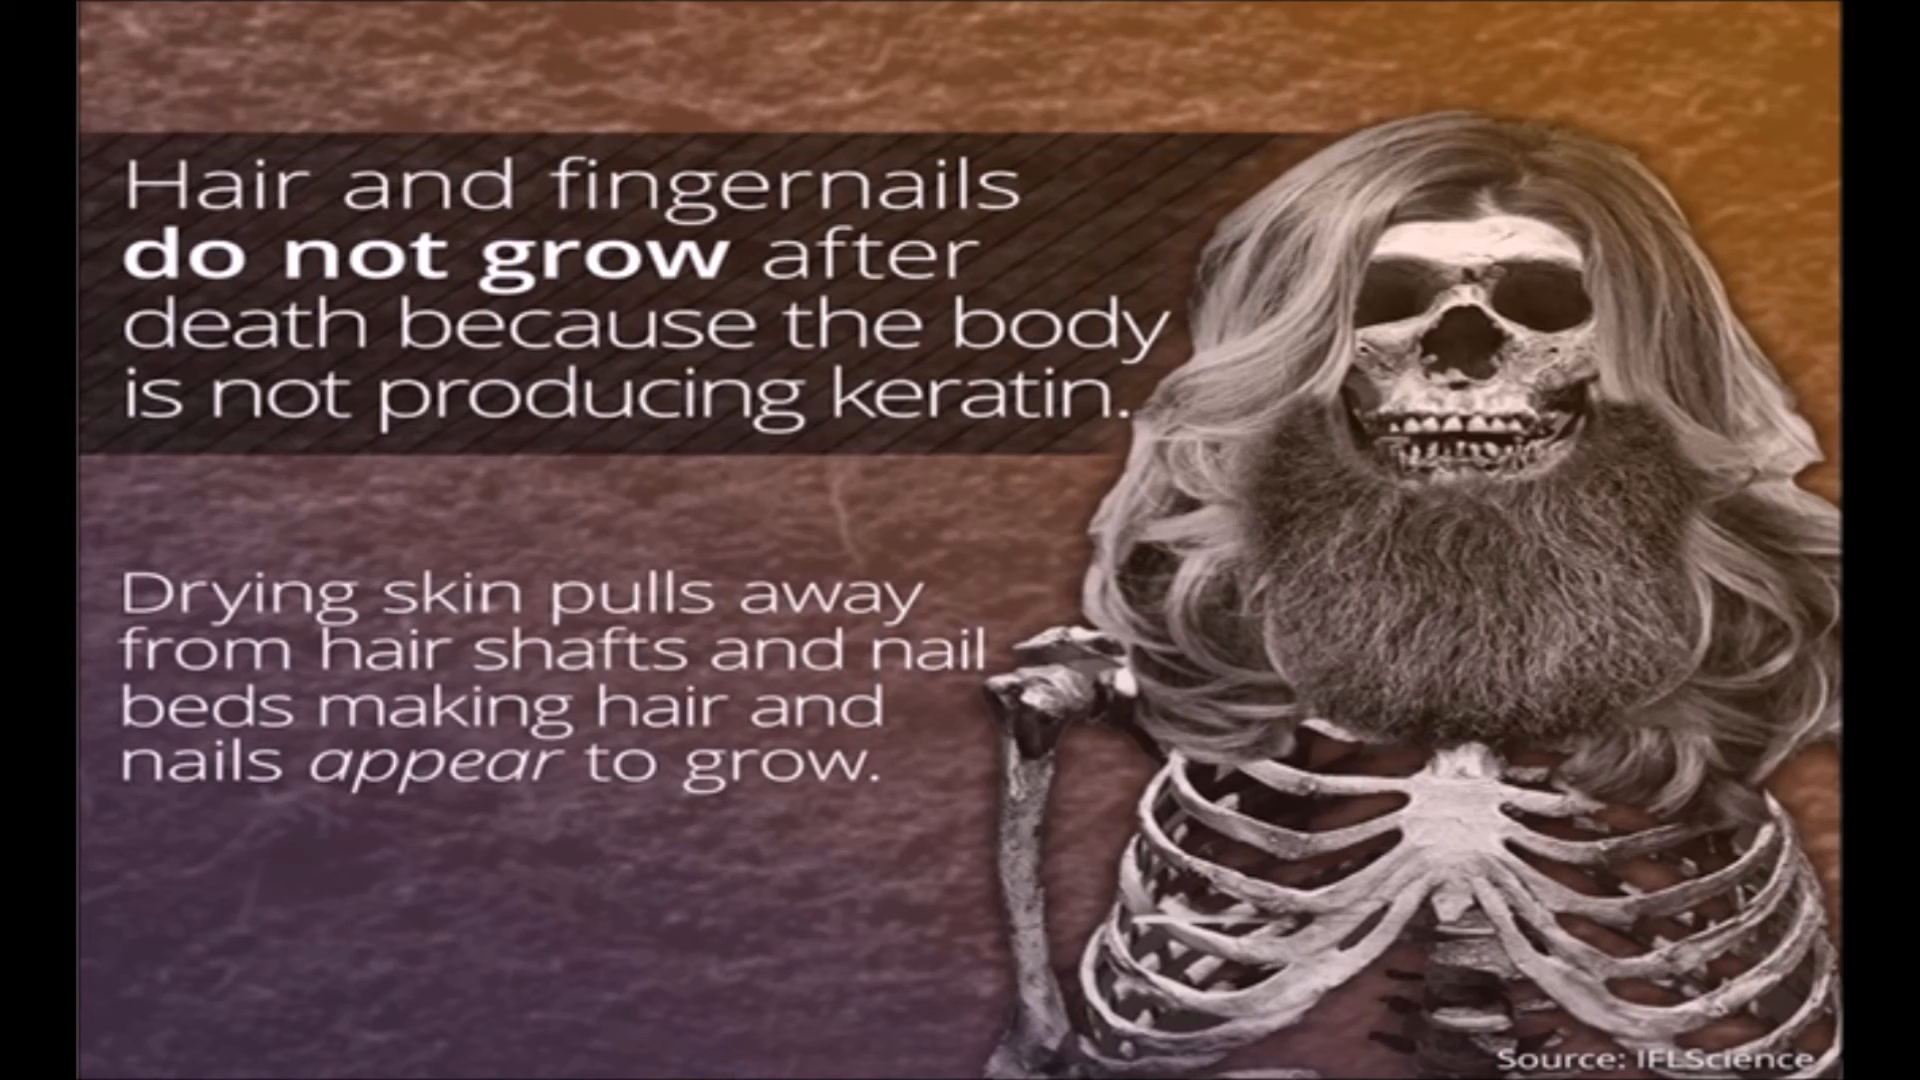 Hair and fingernails
do not grow after
death because the body
is not producing keratin.
Drying skin pulls away
from hair shafts and nail
beds making hair and
nails appear to grow.
Source: IFLScience